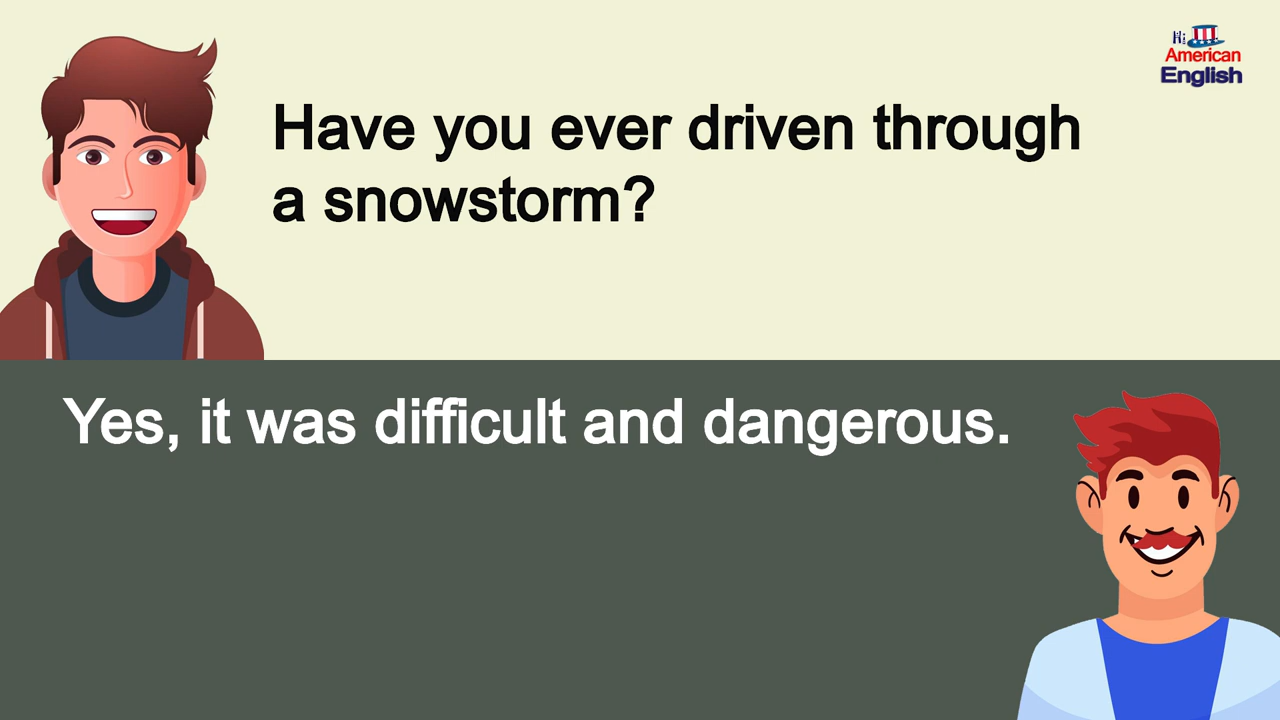 Hi
American
English
Have you ever driven through
a snowstorm?
Yes, it was difficult and dangerous.